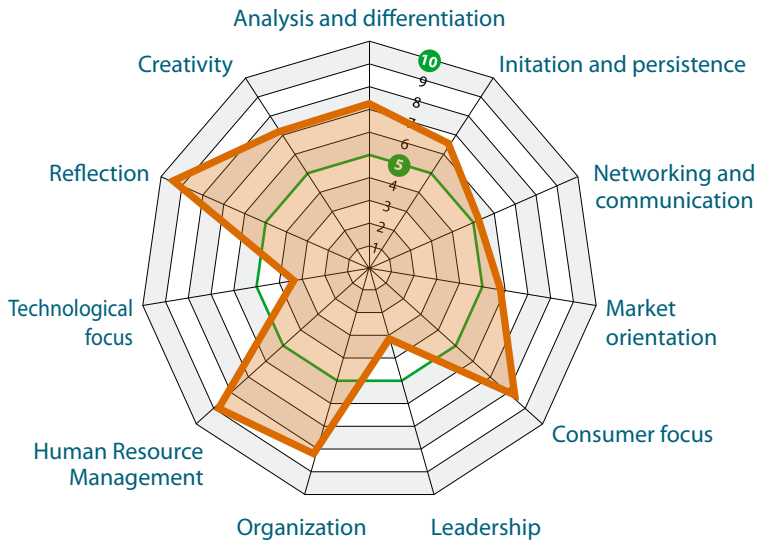 Analysis and differentiation
Creativity
Initation and persistence
Reflection
Networking and
communication
Technological
focus
Market
orientation
Human Resource
Management
Consumer focus
Organization
Leadership
10
9
8
7
6
5
4
3
2
1